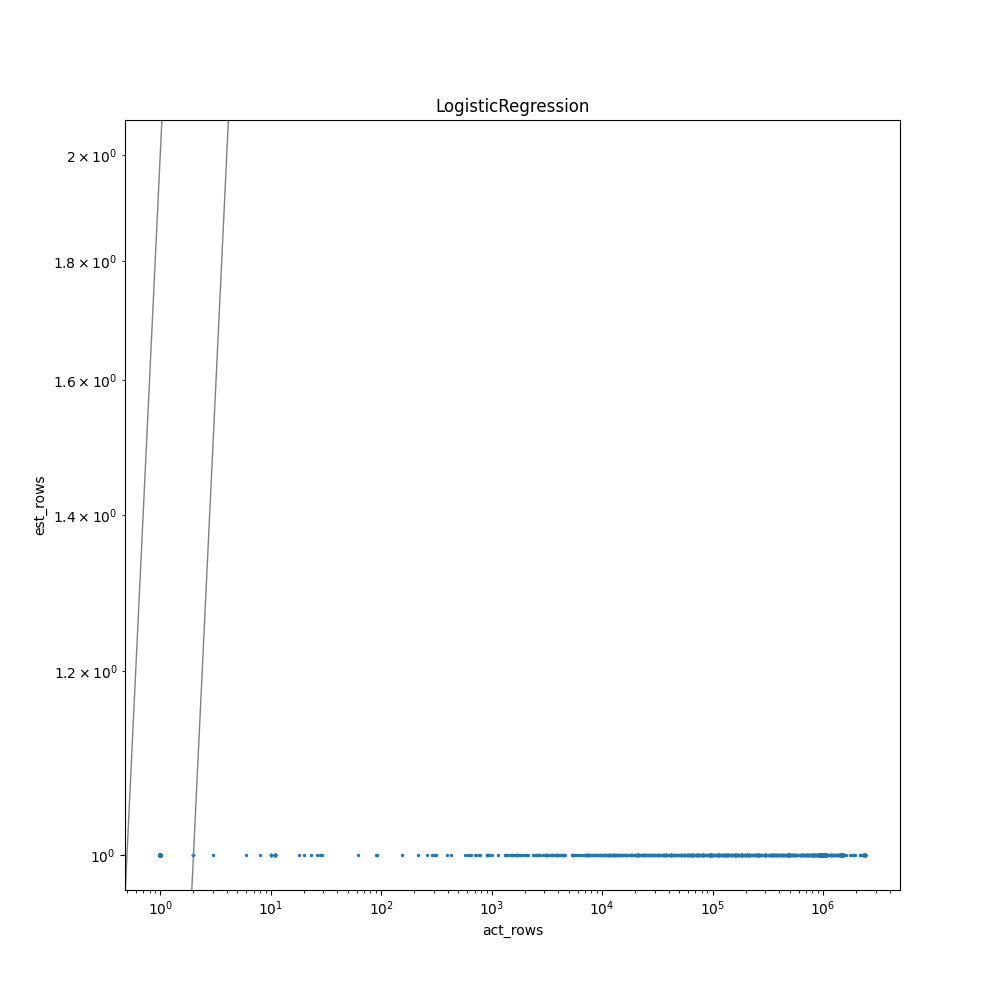 LogisticRegression
2 × 10⁰
1.8 × 10⁰
1.6 × 10⁰
1.4 × 10⁰
1.2 × 10⁰
10⁰
est_rows
10⁰ 10¹ 10² 10³ 10⁴ 10⁵ 10⁶
act_rows